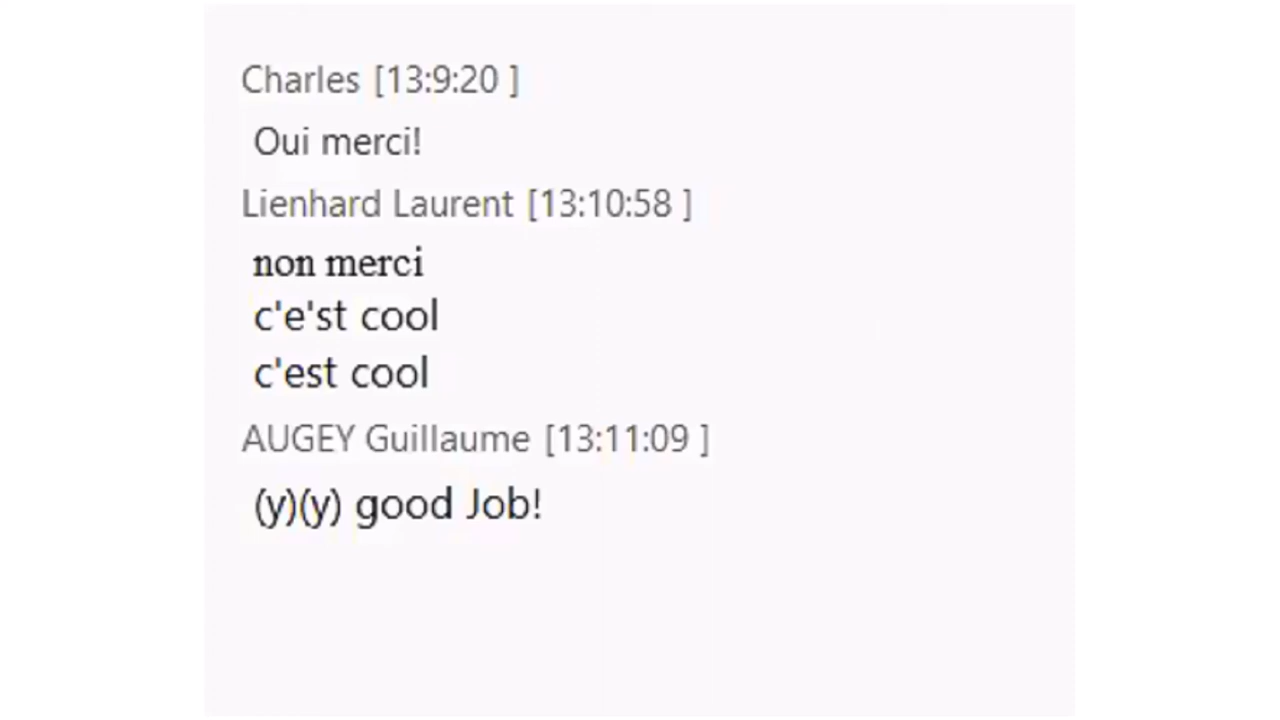 Charles [13:9:20 ]
Oui merci!
Lienhard Laurent [13:10:58 ]
non merci
c'e'st cool
c'est cool
AUGEY Guillaume [13:11:09 ]
(y)(y) good Job!